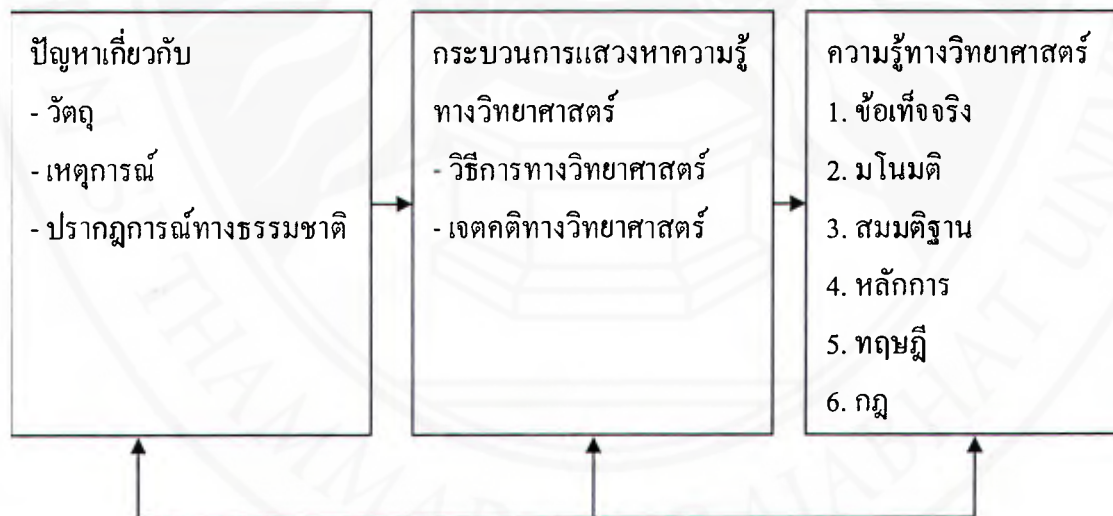 ปัญหาเกี่ยวกับ
- วัตถุ
- เหตุการณ์
- ปรากฏการณ์ทางธรรมชาติ
กระบวนการแสวงหาความรู้
ทางวิทยาศาสตร์
- วิธีการทางวิทยาศาสตร์
- เจตคติทางวิทยาศาสตร์
ความรู้ทางวิทยาศาสตร์
1. ข้อเท็จจริง
2. มโนมติ
3. สมมติฐาน
4. หลักการ
5. ทฤษฎี
6. กฎ